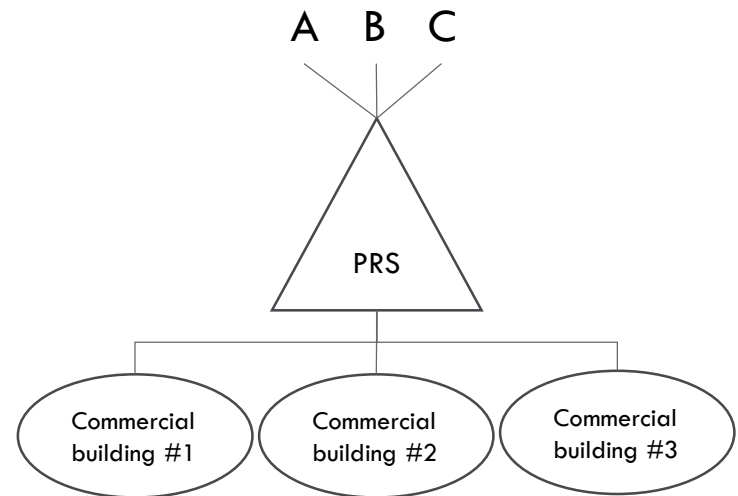 A B C
PRS
Commercial
building #1
Commercial
building #2
Commercial
building #3